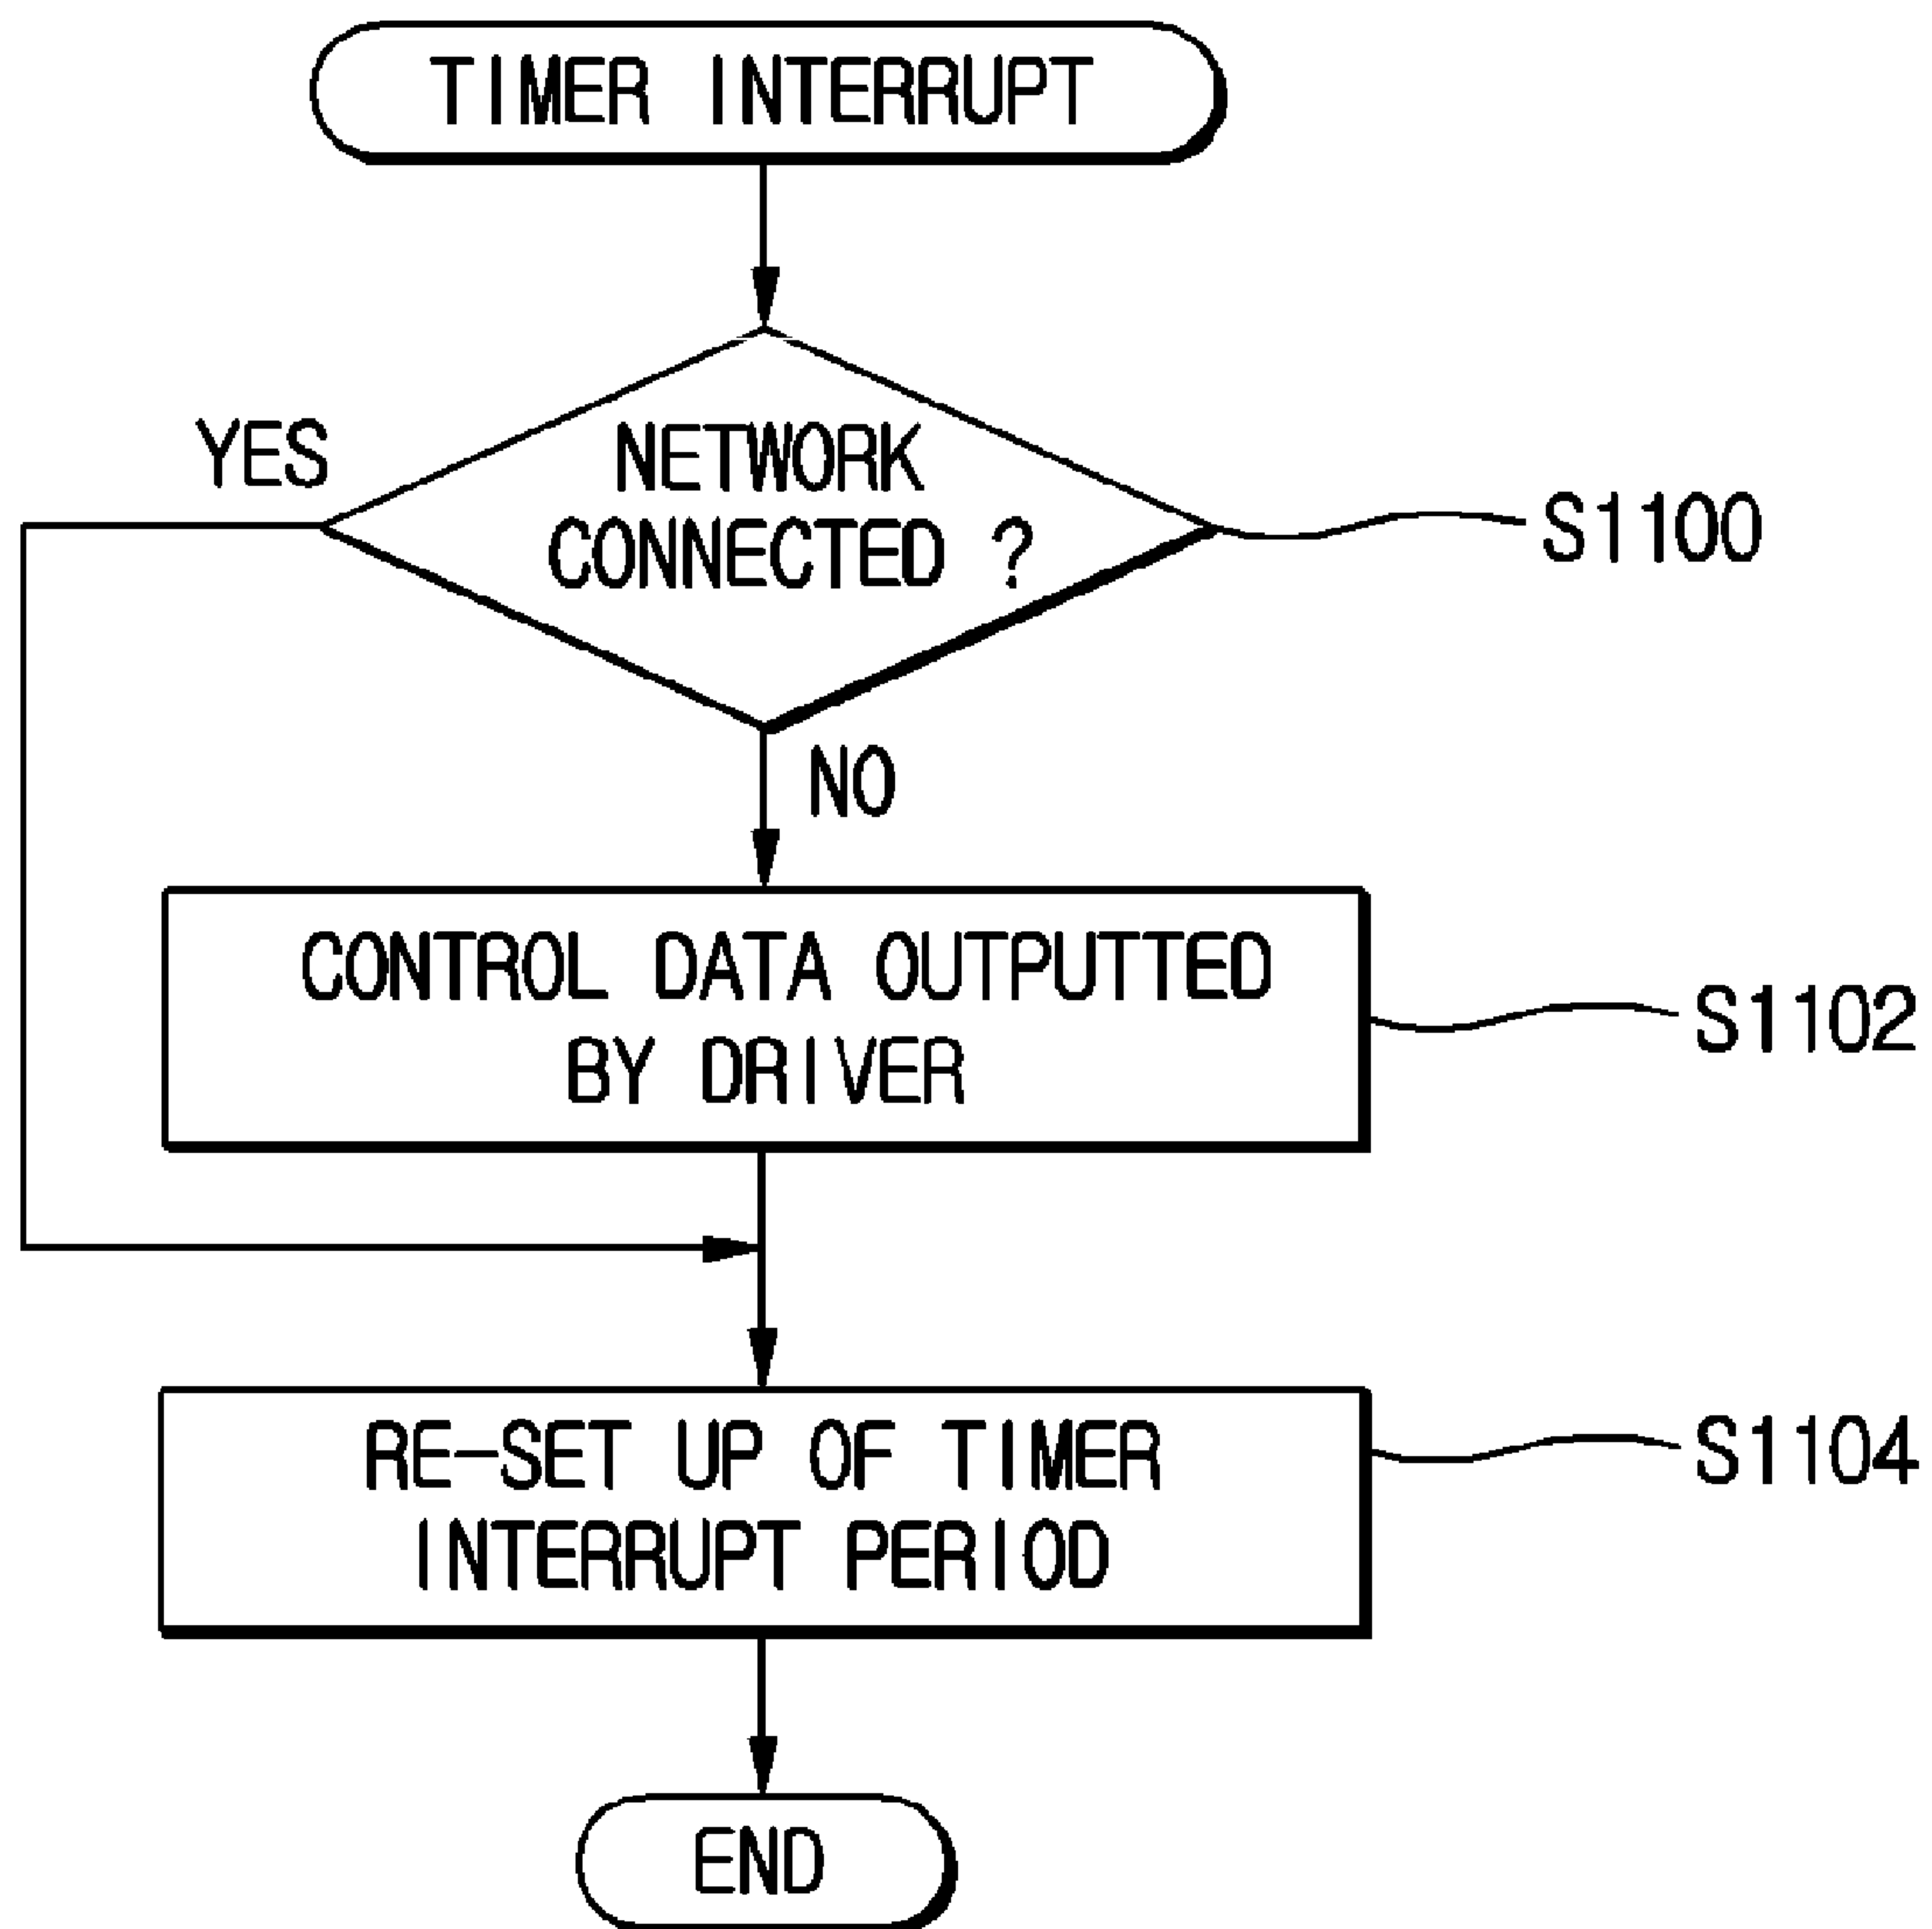 TIMER INTERRUPT
YES
NETWORK
CONNECTED ?
S1100
NO
CONTROL DATA OUTPUTTED
BY DRIVER
S1102
RE-SET UP OF TIMER
INTERRUPT PERIOD
S1104
END